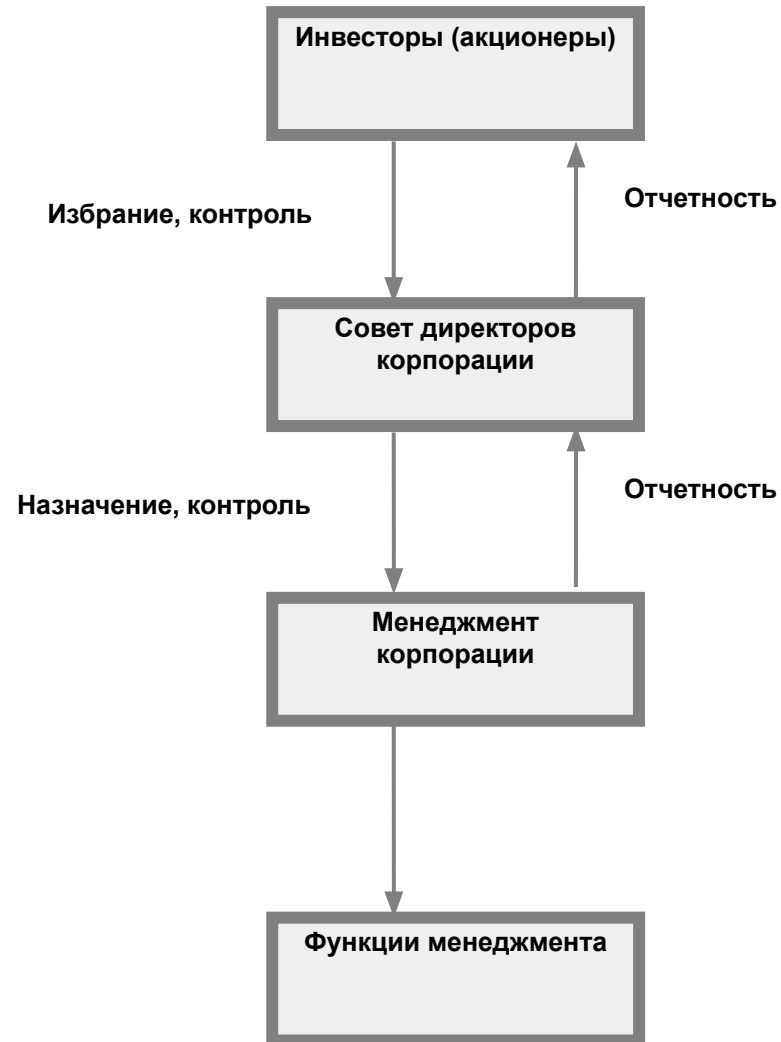 Инвесторы (акционеры)
Избрание, контроль
Отчетность
Совет директоров
корпорации
Назначение, контроль
Отчетность
Менеджмент
корпорации
Функции менеджмента